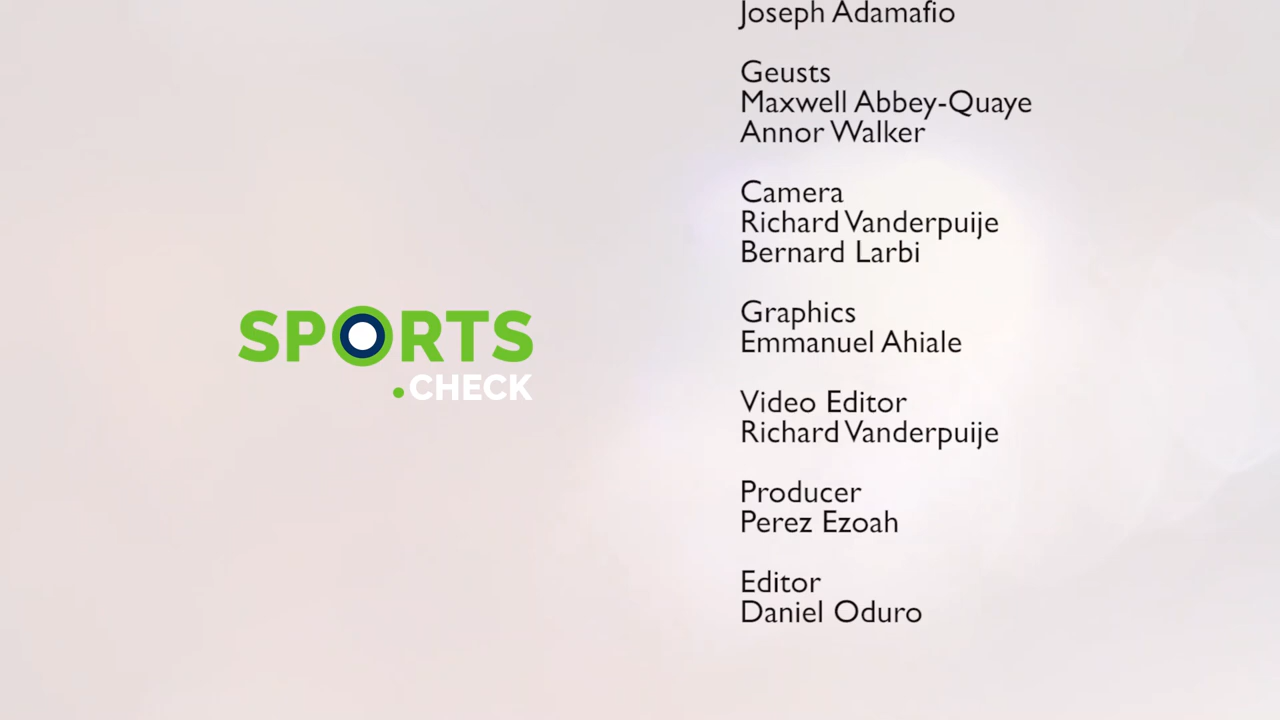 Joseph Adamafio
Geusts
Maxwell Abbey-Quaye
Annor Walker
Camera
Richard Vanderpuije
Bernard Larbi
Graphics
Emmanuel Ahiale
Video Editor
Richard Vanderpuije
Producer
Perez Ezoah
Editor
Daniel Oduro
SPORTS
.CHECK